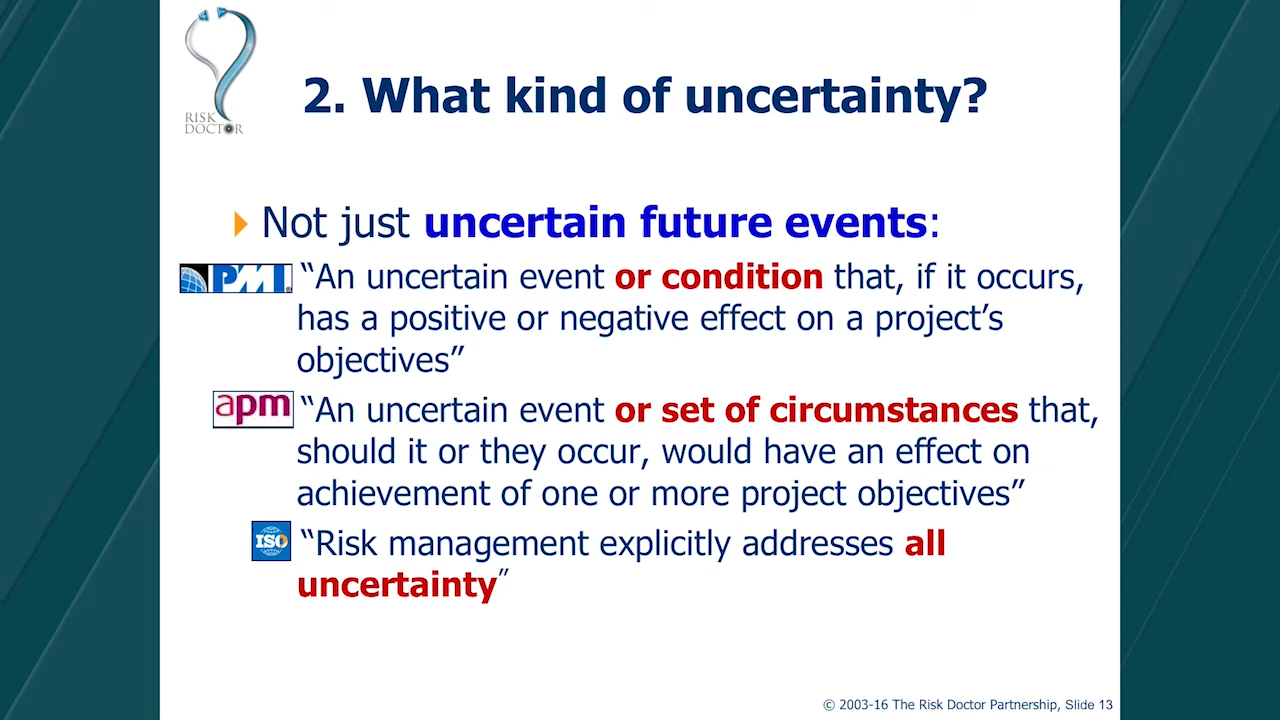 RISK
DOCTOR
2. What kind of uncertainty?
Not just uncertain future events:
PMI ®
“An uncertain event or condition that, if it occurs,
has a positive or negative effect on a project’s
objectives”
apm
“An uncertain event or set of circumstances that,
should it or they occur, would have an effect on
achievement of one or more project objectives”
ISO
“Risk management explicitly addresses all
uncertainty”
© 2003-16 The Risk Doctor Partnership, Slide 13